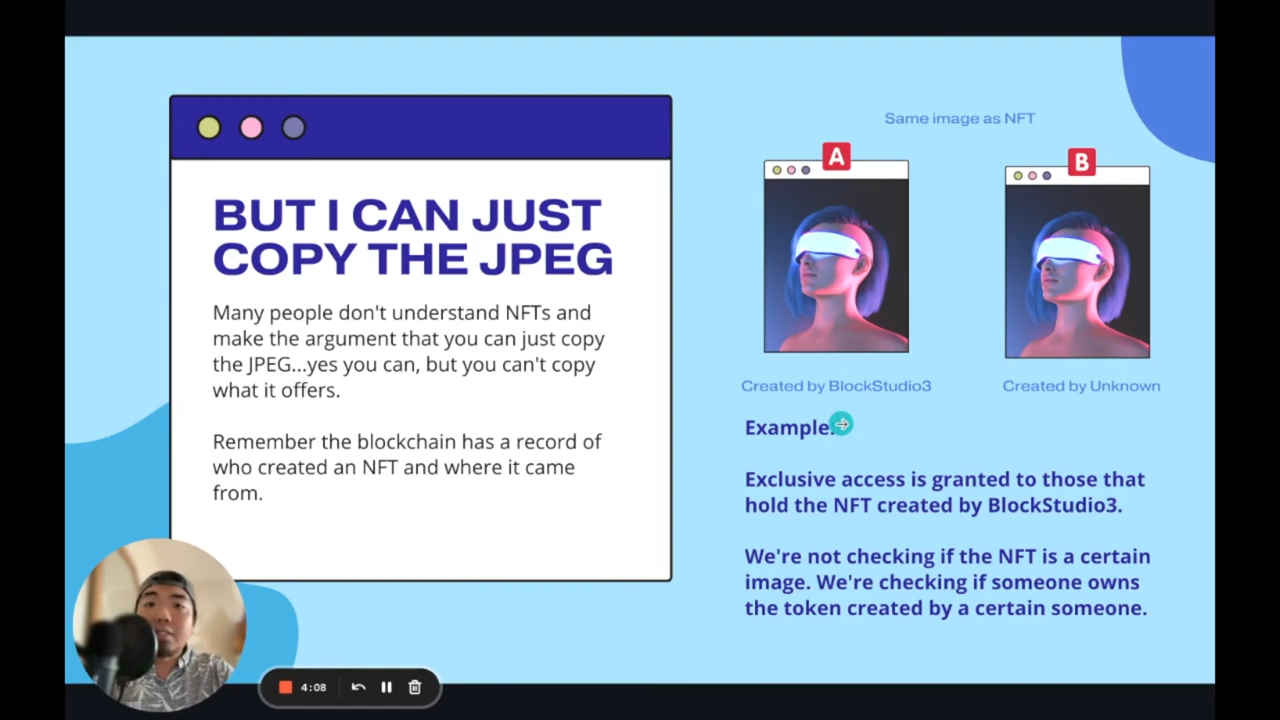 BUT I CAN JUST
COPY THE JPEG
Many people don't understand NFTs and
make the argument that you can just copy
the JPEG...yes you can, but you can't copy
what it offers.
Remember the blockchain has a record of
who created an NFT and where it came
from.
Same image as NFT
A
B
Created by BlockStudio3
Created by Unknown
Example:
Exclusive access is granted to those that
hold the NFT created by BlockStudio3.
We're not checking if the NFT is a certain
image. We're checking if someone owns
the token created by a certain someone.
4:08